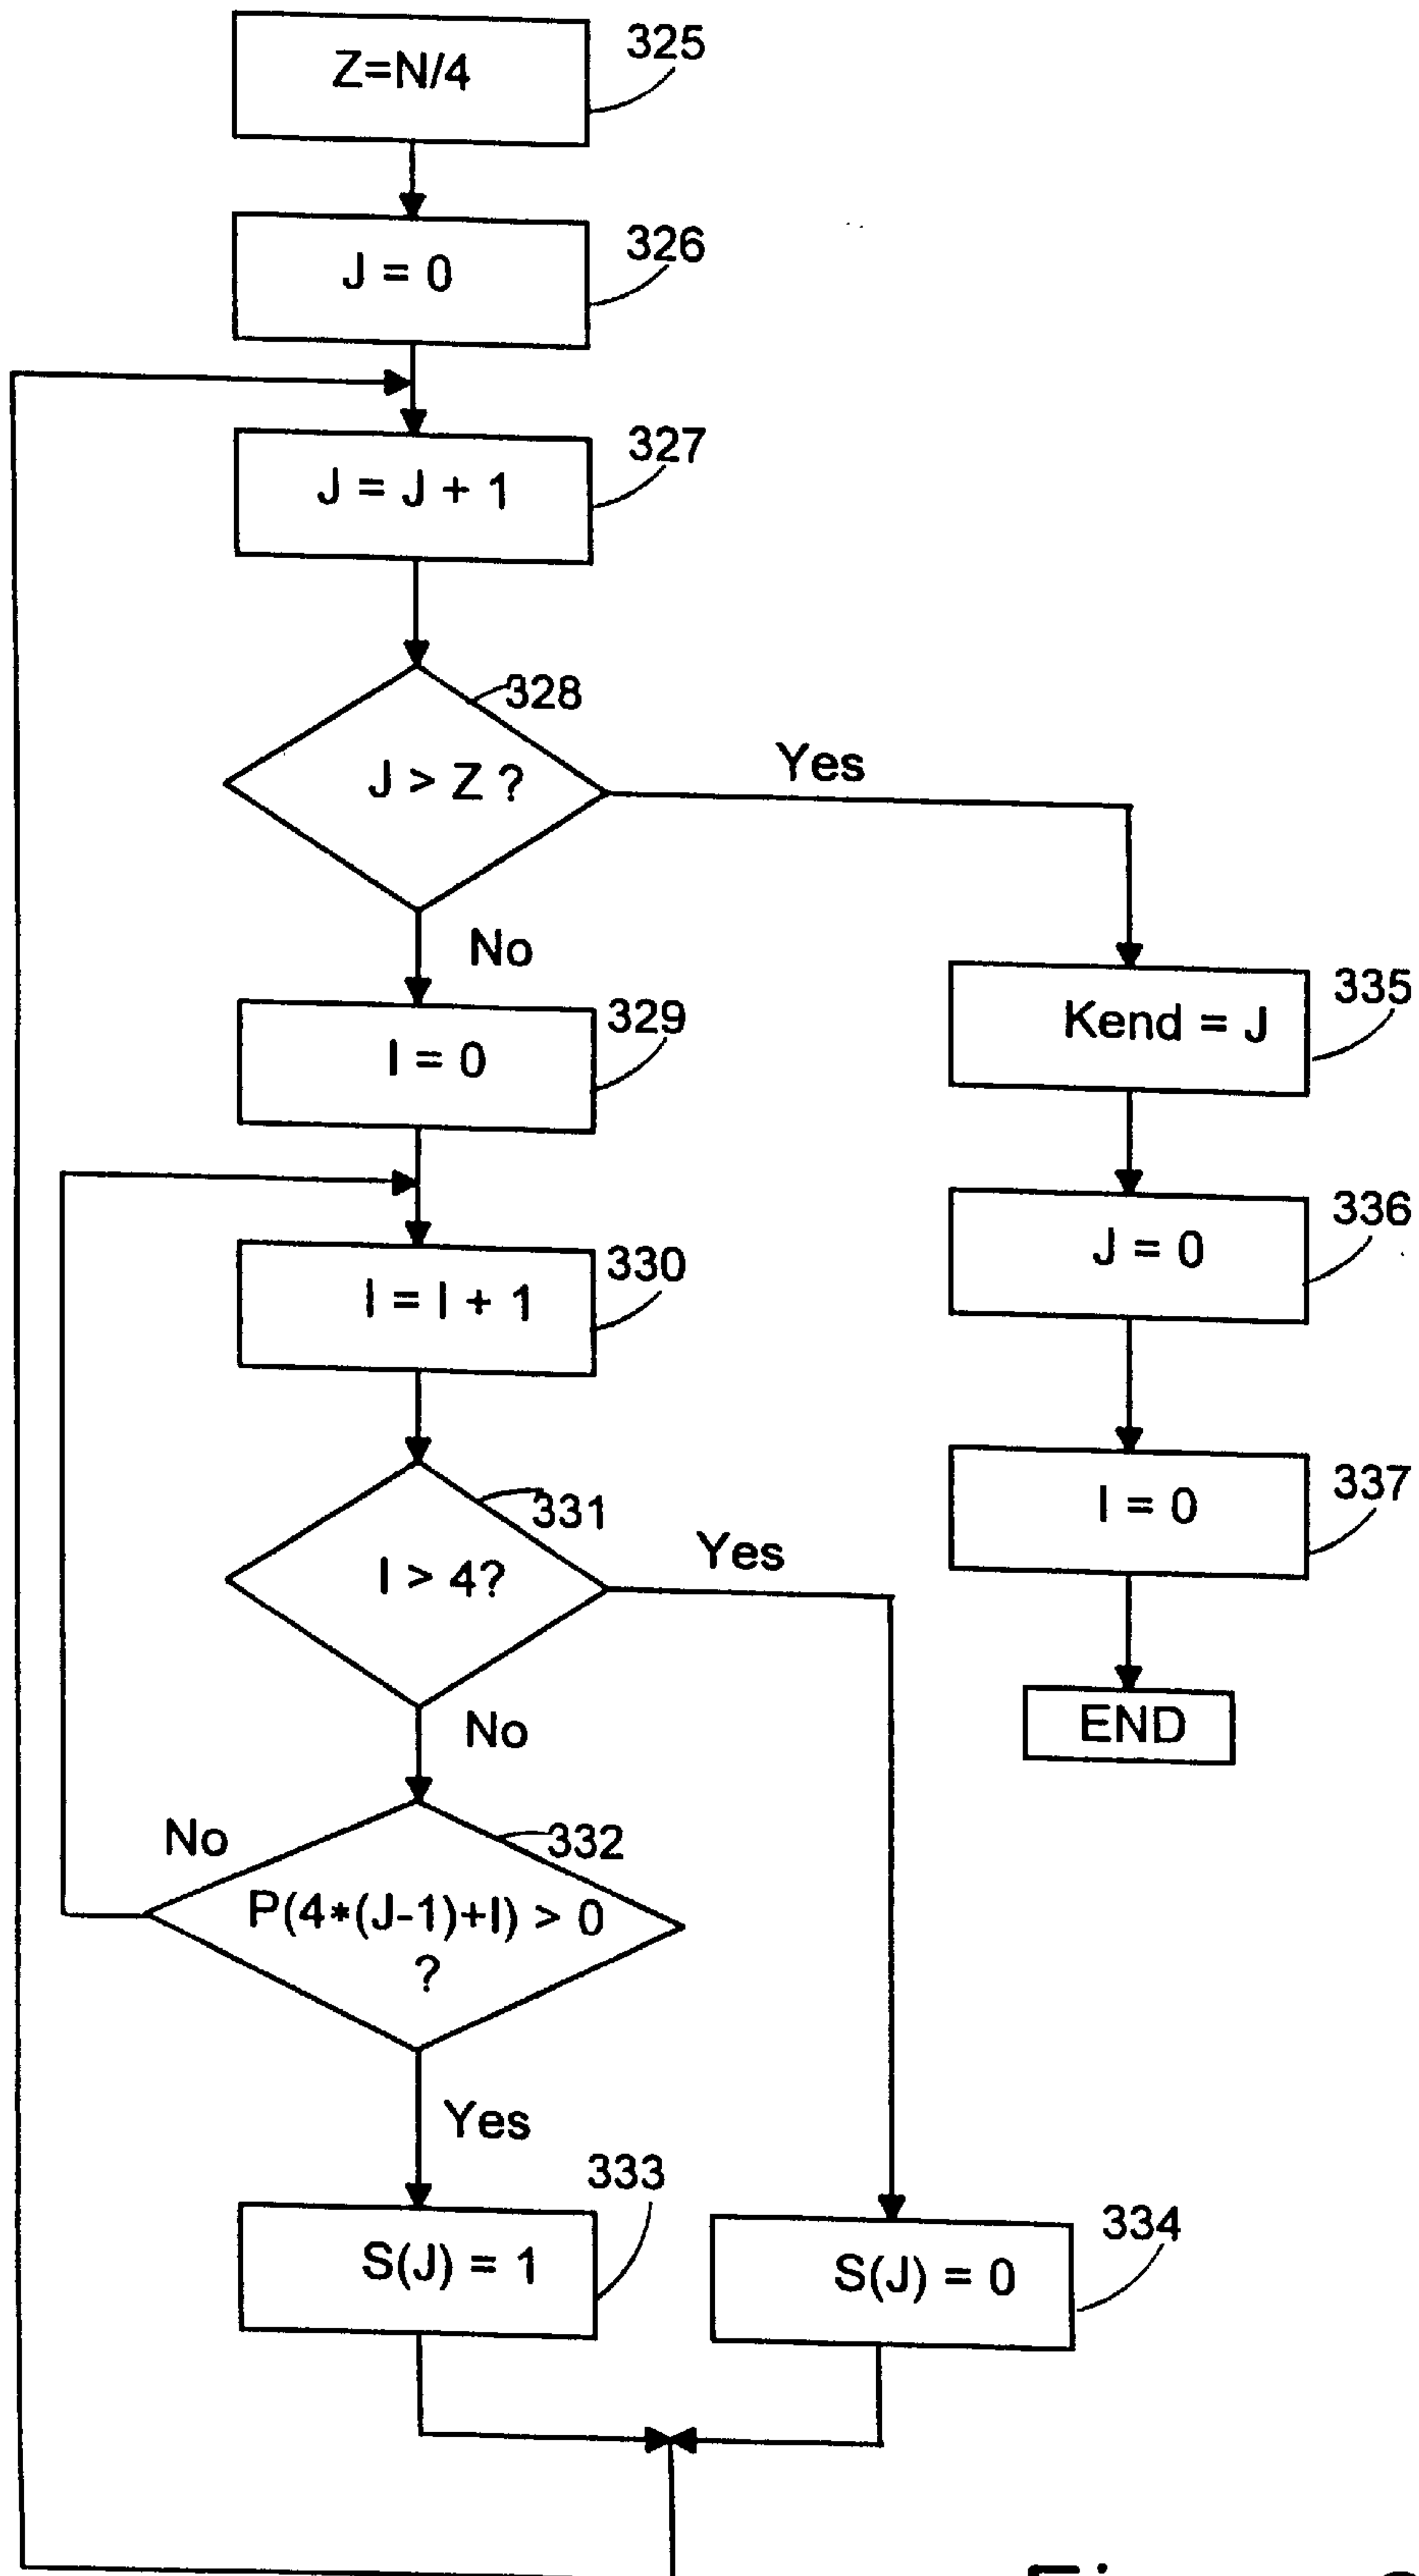 Z=N/4
325
J = 0
326
J = J + 1
327
328
J > Z ?
Yes
No
I = 0
329
Kend = J
335
I = I + 1
330
J = 0
336
331
I > 4?
Yes
I = 0
337
No
END
No
332
P(4*(J-1)+I) > 0
?
Yes
S(J) = 1
333
S(J) = 0
334